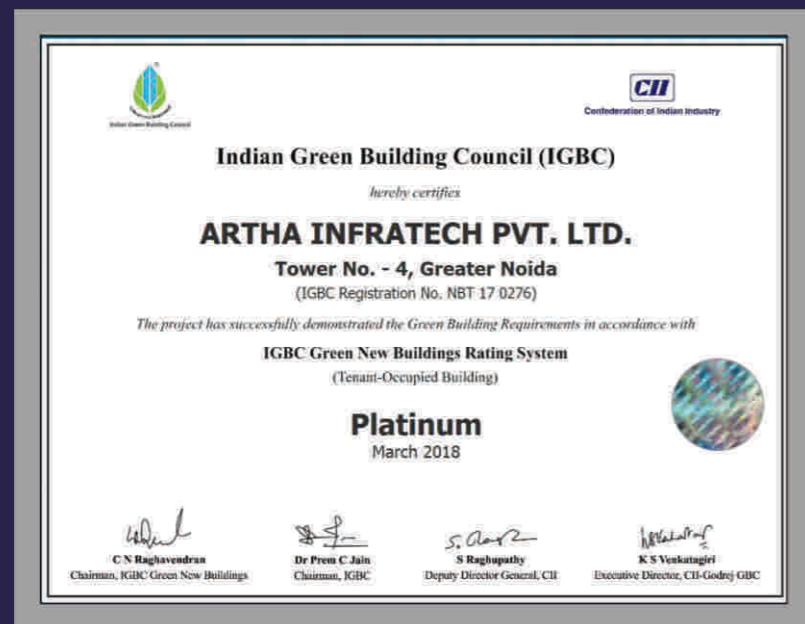 Indian Green Building Council
CII
Confederation of Indian Industry
Indian Green Building Council (IGBC)
hereby certifies
ARTHA INFRATECH PVT. LTD.
Tower No. - 4, Greater Noida
(IGBC Registration No. NBT 17 0276)
The project has successfully demonstrated the Green Building Requirements in accordance with
IGBC Green New Buildings Rating System
(Tenant-Occupied Building)
Platinum
March 2018
C N Raghavendran
Chairman, IGBC Green New Buildings
Dr Prem C Jain
Chairman, IGBC
S. Rag
S Raghupathy
Deputy Director General, CII
K S Venkatagiri
Executive Director, CII-Godrej GBC